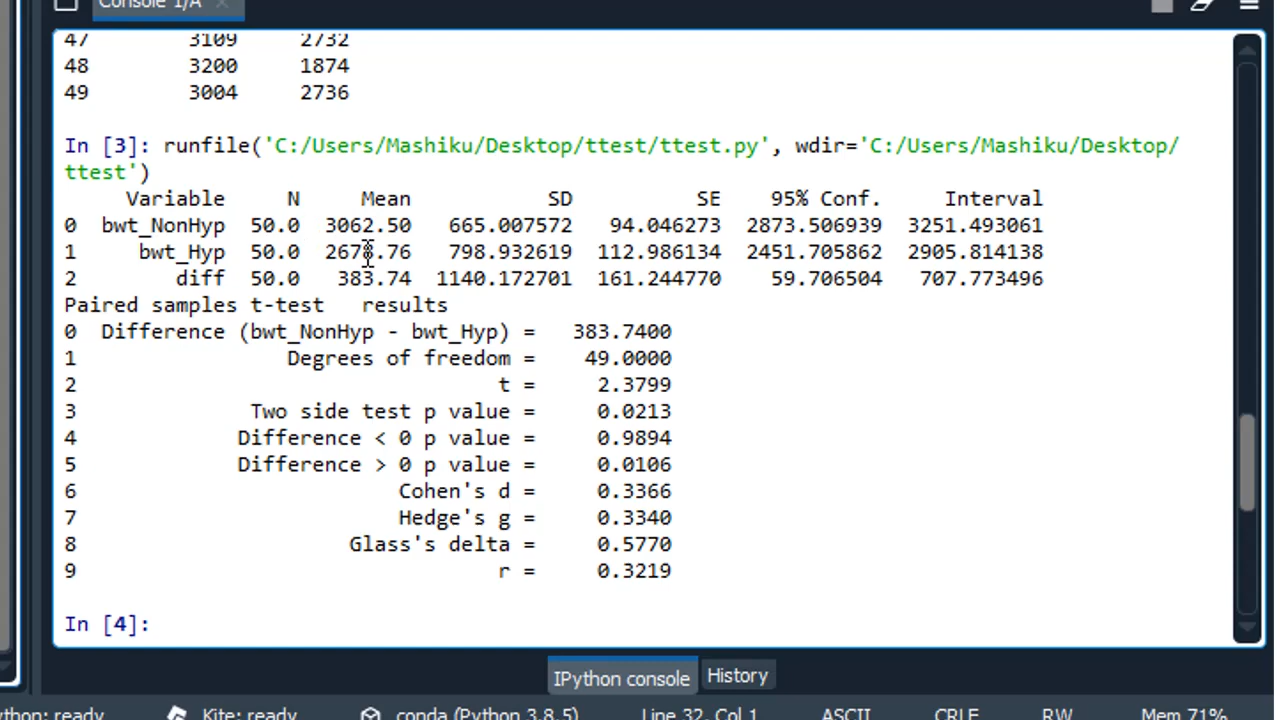 Console 1/A
47 3109 2732
48 3200 1874
49 3004 2736
In [3]: runfile('C:/Users/Mashiku/Desktop/ttest/ttest.py', wdir='C:/Users/Mashiku/Desktop/
ttest')
Variable N Mean SD SE 95% Conf. Interval
0 bwt_NonHyp 50.0 3062.50 665.007572 94.046273 2873.506939 3251.493061
1 bwt_Hyp 50.0 2678.76 798.932619 112.986134 2451.705862 2905.814138
2 diff 50.0 383.74 1140.172701 161.244770 59.706504 707.773496
Paired samples t-test results
0 Difference (bwt_NonHyp - bwt_Hyp) = 383.7400
1 Degrees of freedom = 49.0000
2 t = 2.3799
3 Two side test p value = 0.0213
4 Difference < 0 p value = 0.9894
5 Difference > 0 p value = 0.0106
6 Cohen's d = 0.3366
7 Hedge's g = 0.3340
8 Glass's delta = 0.5770
9 r = 0.3219
In [4]:
IPython console History
ython: ready Kite: ready conda (Python 3.8.5) Line 32, Col 1 ASCII CRLF RW Mem 71%